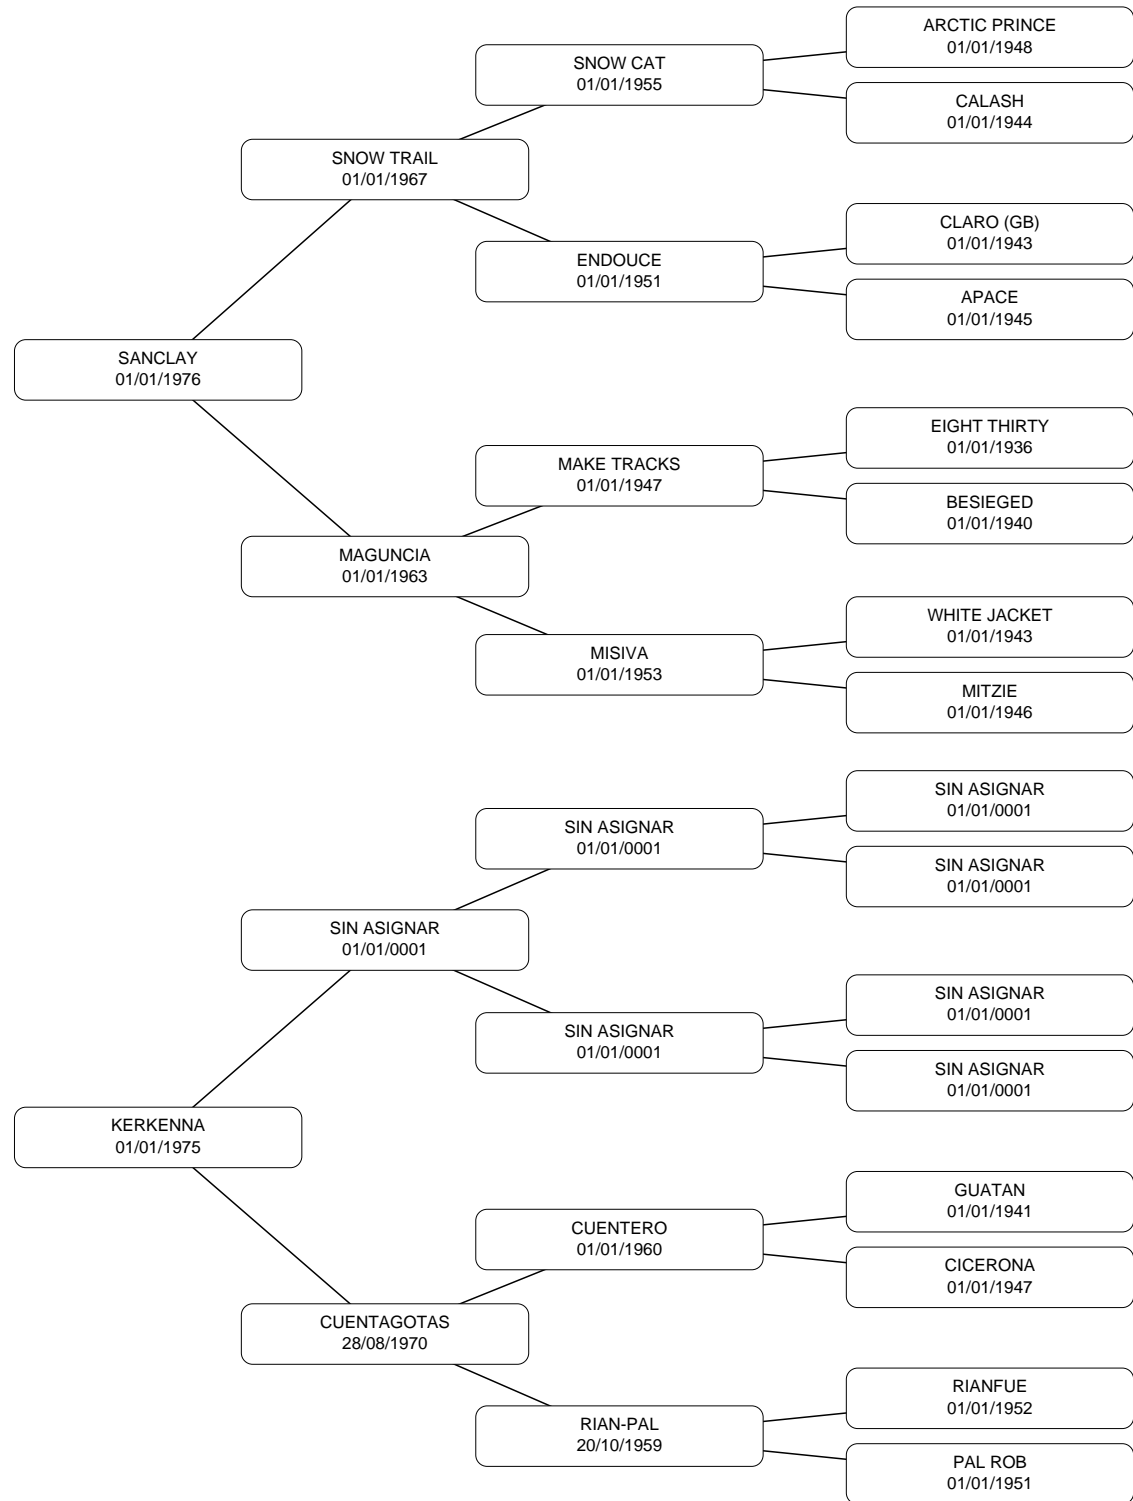 ARCTIC PRINCE
01/01/1948
SNOW CAT
01/01/1955
CALASH
01/01/1944
SNOW TRAIL
01/01/1967
CLARO (GB)
01/01/1943
ENDOUCE
01/01/1951
APACE
01/01/1945
SANCLAY
01/01/1976
EIGHT THIRTY
01/01/1936
MAKE TRACKS
01/01/1947
BESIEGED
01/01/1940
MAGUNCIA
01/01/1963
WHITE JACKET
01/01/1943
MISIVA
01/01/1953
MITZIE
01/01/1946
SIN ASIGNAR
01/01/0001
SIN ASIGNAR
01/01/0001
SIN ASIGNAR
01/01/0001
SIN ASIGNAR
01/01/0001
SIN ASIGNAR
01/01/0001
SIN ASIGNAR
01/01/0001
SIN ASIGNAR
01/01/0001
KERKENNA
01/01/1975
GUATAN
01/01/1941
CUENTERO
01/01/1960
CICERONA
01/01/1947
CUENTAGOTAS
28/08/1970
RIANFUE
01/01/1952
RIAN-PAL
20/10/1959
PAL ROB
01/01/1951